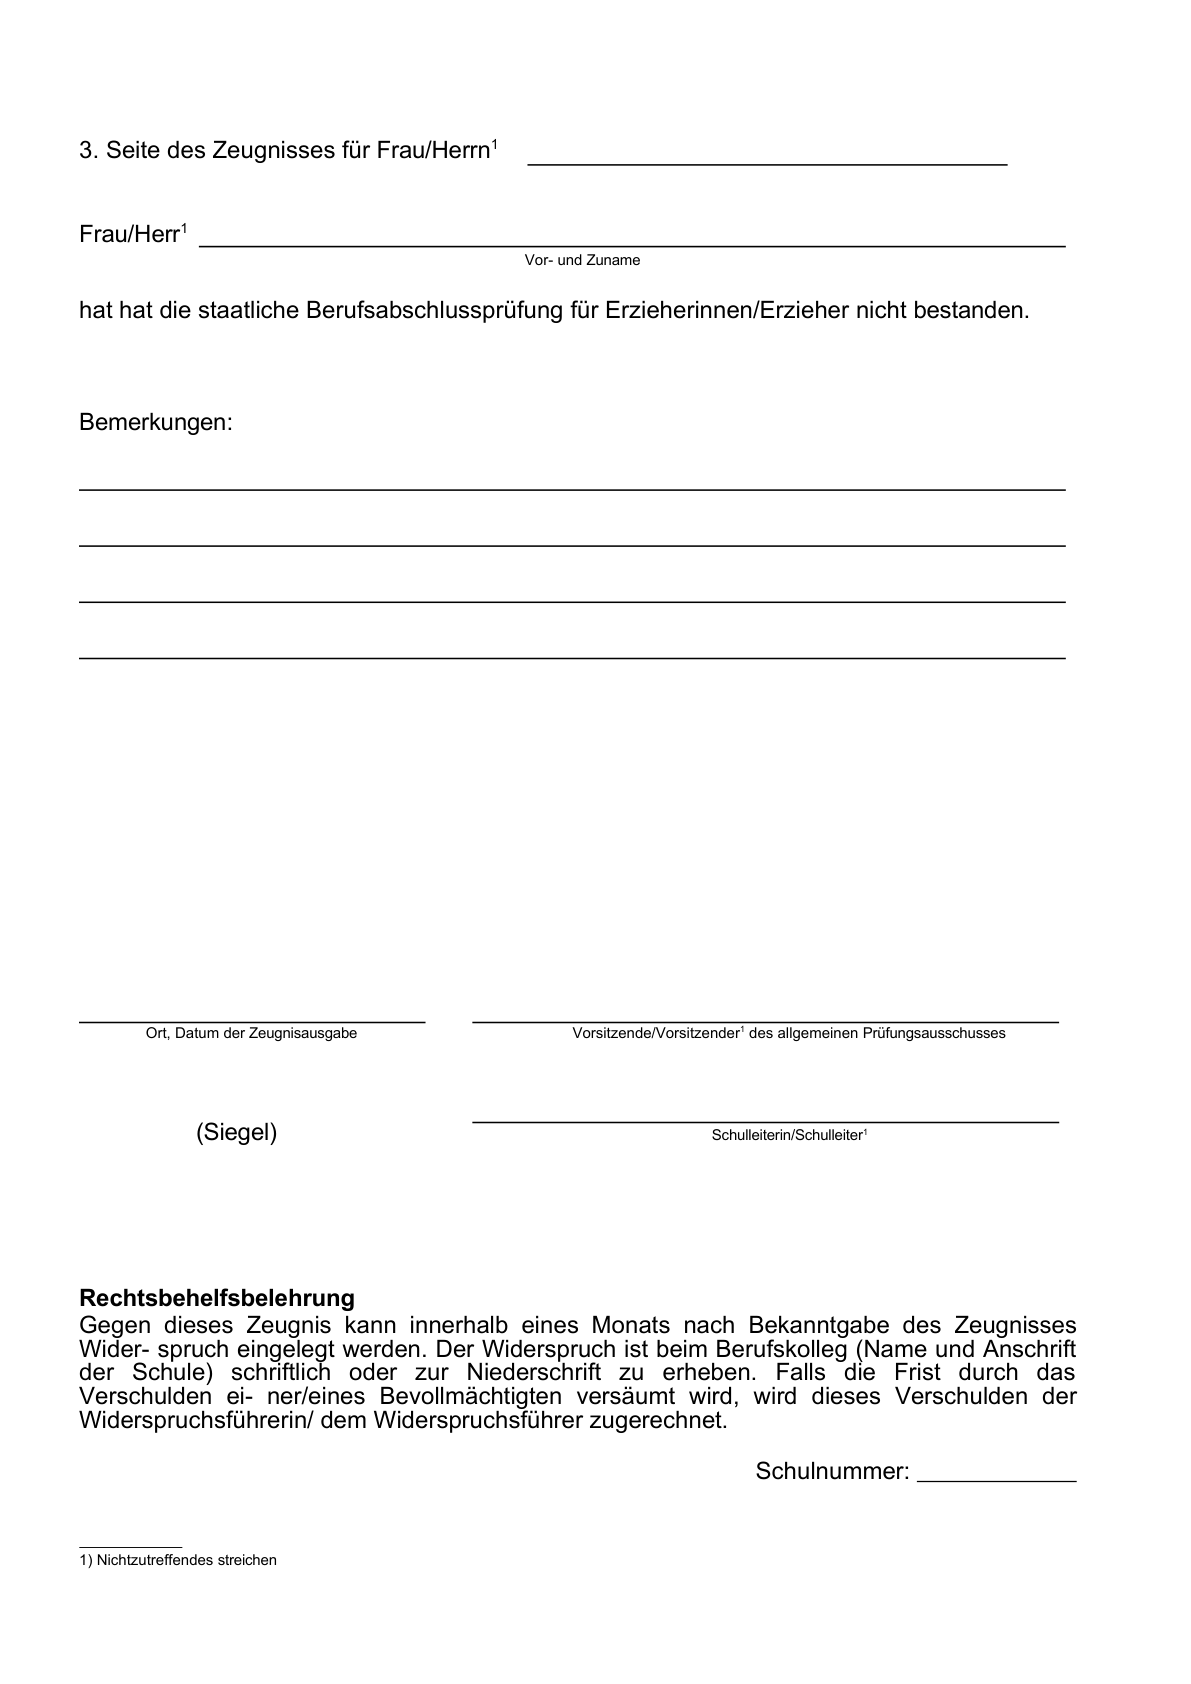 3. Seite des Zeugnisses für Frau/Herrn¹
Frau/Herr¹
Vor- und Zuname
hat hat die staatliche Berufsabschlussprüfung für Erzieherinnen/Erzieher nicht bestanden.
Bemerkungen:
Ort, Datum der Zeugnisausgabe
Vorsitzende/Vorsitzender¹ des allgemeinen Prüfungsausschusses
(Siegel)
Schulleiterin/Schulleiter¹
Rechtsbehelfsbelehrung
Gegen dieses Zeugnis kann innerhalb eines Monats nach Bekanntgabe des Zeugnisses
Wider- spruch eingelegt werden. Der Widerspruch ist beim Berufskolleg (Name und Anschrift
der Schule) schriftlich oder zur Niederschrift zu erheben. Falls die Frist durch das
Verschulden ei- ner/eines Bevollmächtigten versäumt wird, wird dieses Verschulden der
Widerspruchsführerin/ dem Widerspruchsführer zugerechnet.
Schulnummer:
1) Nichtzutreffendes streichen